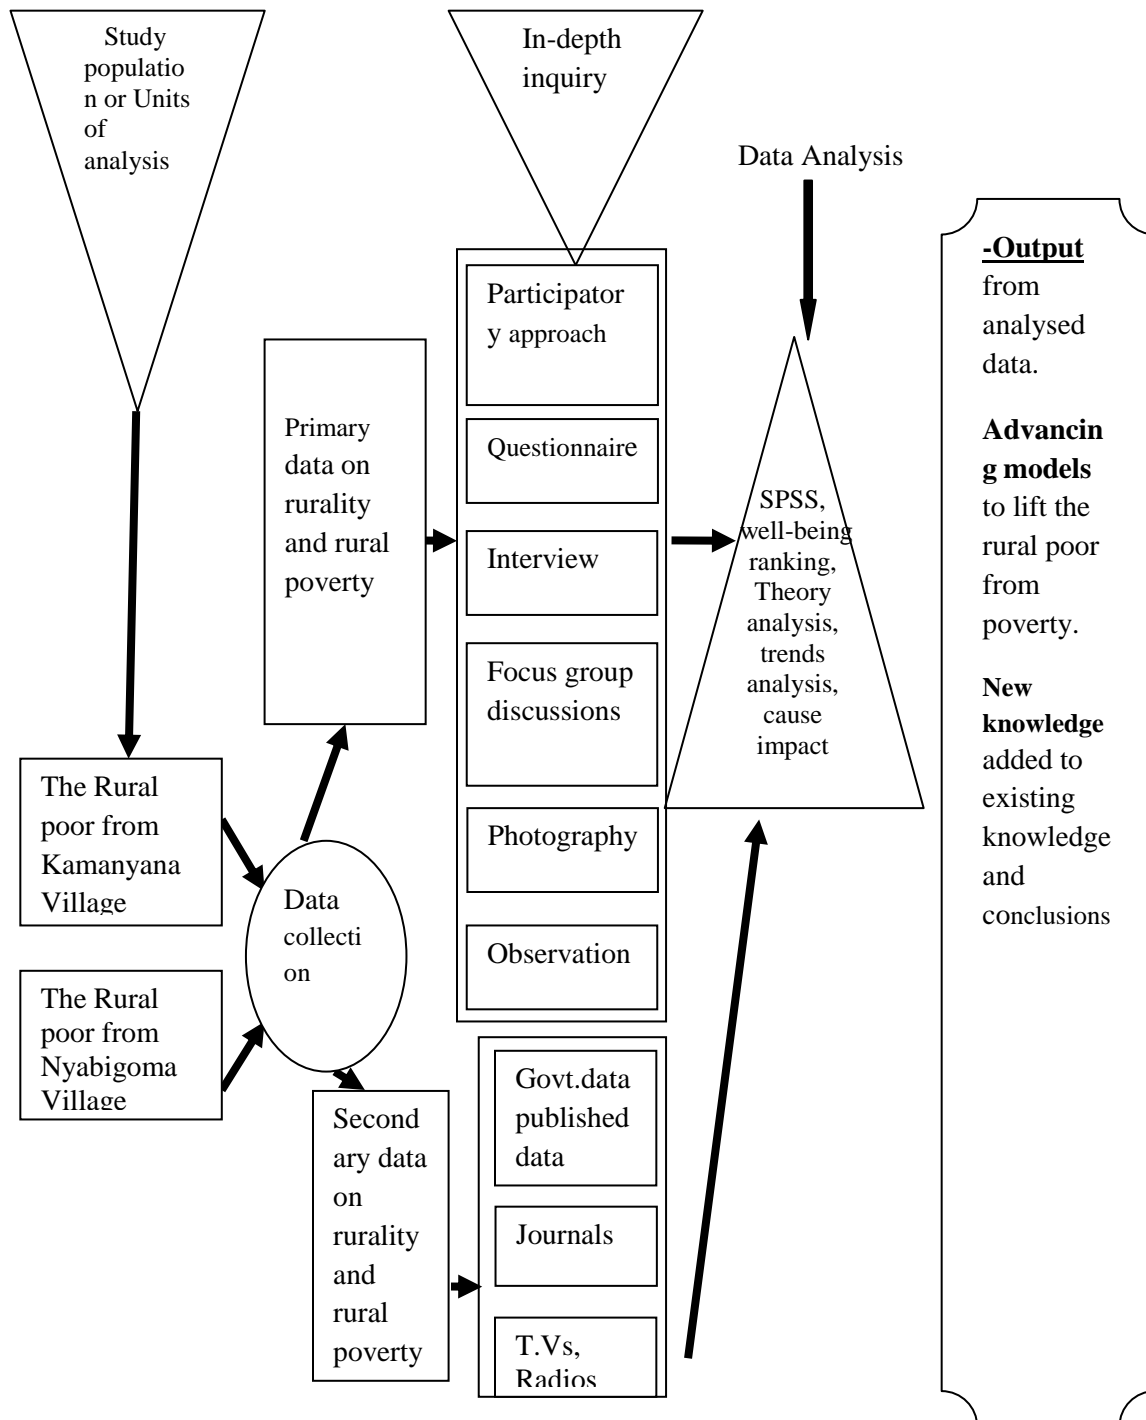 Study
populatio
n or Units
of
analysis
In-depth
inquiry
Data Analysis
-Output
from
analysed
data.
Advancin
g models
to lift the
rural poor
from
poverty.
New
knowledge
added to
existing
knowledge
and
conclusions
Participator
y approach
Questionnaire
Interview
Focus group
discussions
Photography
Observation
Primary
data on
rurality
and rural
poverty
SPSS,
well-being
ranking,
Theory
analysis,
trends
analysis,
cause
impact
The Rural
poor from
Kamanyana
Village
Data
collecti
on
The Rural
poor from
Nyabigoma
Village
Second
ary data
on
rurality
and
rural
poverty
Govt.data
published
data
Journals
T.Vs,
Radios